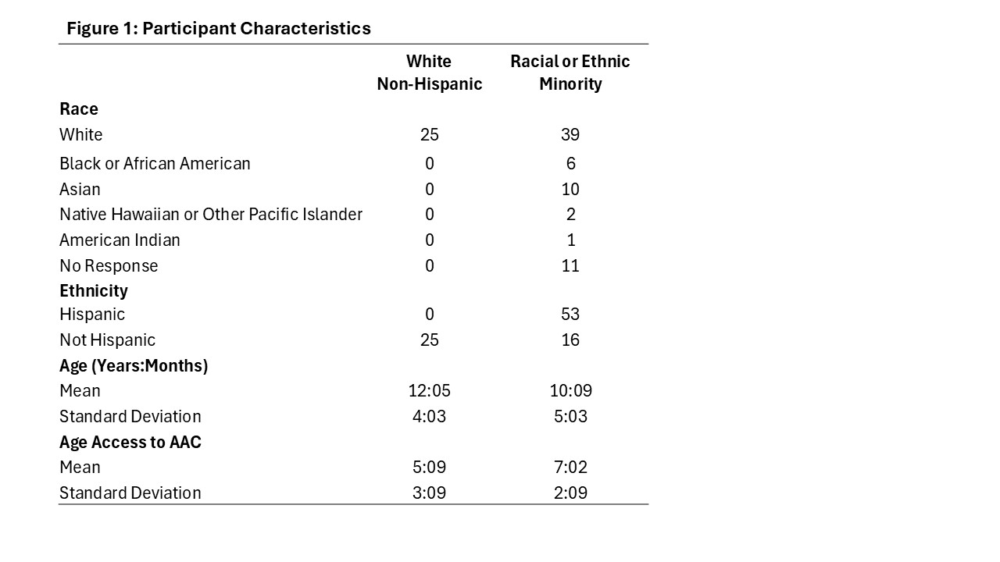 Figure 1: Participant Characteristics
White Non-Hispanic Racial or Ethnic Minority
Race
White 25 39
Black or African American 0 6
Asian 0 10
Native Hawaiian or Other Pacific Islander 0 2
American Indian 0 1
No Response 0 11
Ethnicity
Hispanic 0 53
Not Hispanic 25 16
Age (Years:Months)
Mean 12:05 10:09
Standard Deviation 4:03 5:03
Age Access to AAC
Mean 5:09 7:02
Standard Deviation 3:09 2:09